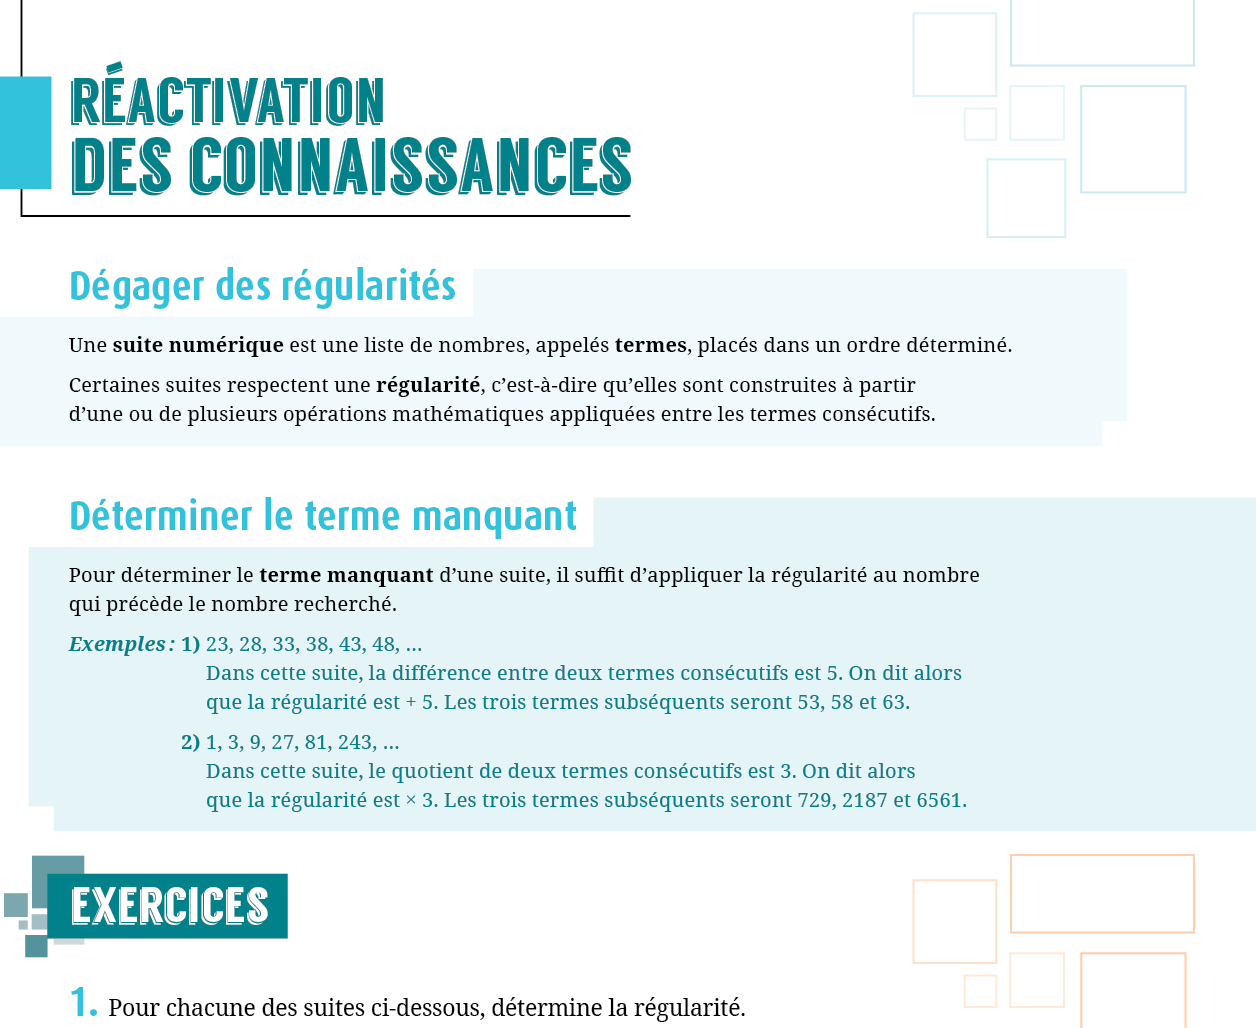 RÉACTIVATION
DES CONNAISSANCES
Dégager des régularités
Une suite numérique est une liste de nombres, appelés termes, placés dans un ordre déterminé.
Certaines suites respectent une régularité, c’est-à-dire qu’elles sont construites à partir
d’une ou de plusieurs opérations mathématiques appliquées entre les termes consécutifs.
Déterminer le terme manquant
Pour déterminer le terme manquant d’une suite, il suffit d’appliquer la régularité au nombre
qui précède le nombre recherché.
Exemples : 1) 23, 28, 33, 38, 43, 48, ...
Dans cette suite, la différence entre deux termes consécutifs est 5. On dit alors
que la régularité est + 5. Les trois termes subséquents seront 53, 58 et 63.
2) 1, 3, 9, 27, 81, 243, ...
Dans cette suite, le quotient de deux termes consécutifs est 3. On dit alors
que la régularité est × 3. Les trois termes subséquents seront 729, 2187 et 6561.
EXERCICES
1. Pour chacune des suites ci-dessous, détermine la régularité.